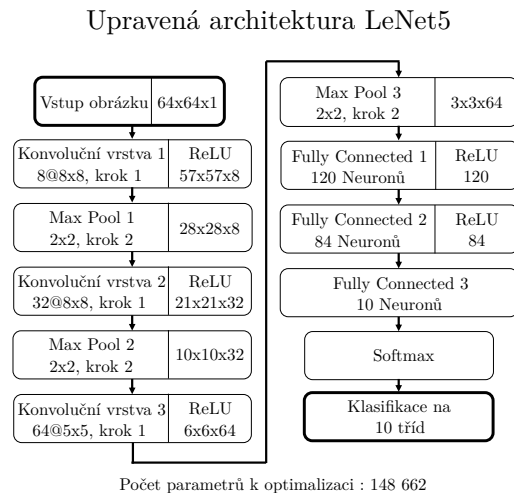 Upravená architektura LeNet5
Vstup obrázku 64x64x1
Konvoluční vrstva 1 ReLU
8@8x8, krok 1 57x57x8
Max Pool 1
2x2, krok 2 28x28x8
Konvoluční vrstva 2 ReLU
32@8x8, krok 1 21x21x32
Max Pool 2
2x2, krok 2 10x10x32
Konvoluční vrstva 3 ReLU
64@5x5, krok 1 6x6x64
Max Pool 3
2x2, krok 2 3x3x64
Fully Connected 1 ReLU
120 Neuronů 120
Fully Connected 2 ReLU
84 Neuronů 84
Fully Connected 3
10 Neuronů
Softmax
Klasifikace na
10 tříd
Počet parametrů k optimalizaci : 148 662